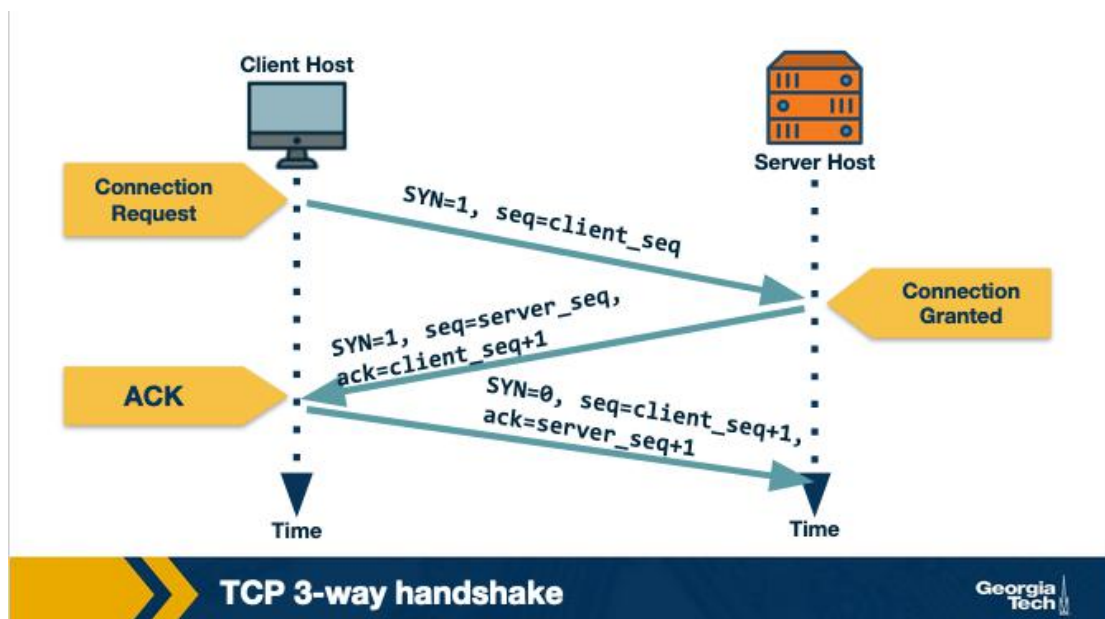 Client Host
Server Host
Connection
Request
SYN=1, seq=client_seq
Connection
Granted
SYN=1, seq=server_seq,
ack=client_seq+1
ACK
SYN=0, seq=client_seq+1,
ack=server_seq+1
Time
Time
TCP 3-way handshake
Georgia
Tech